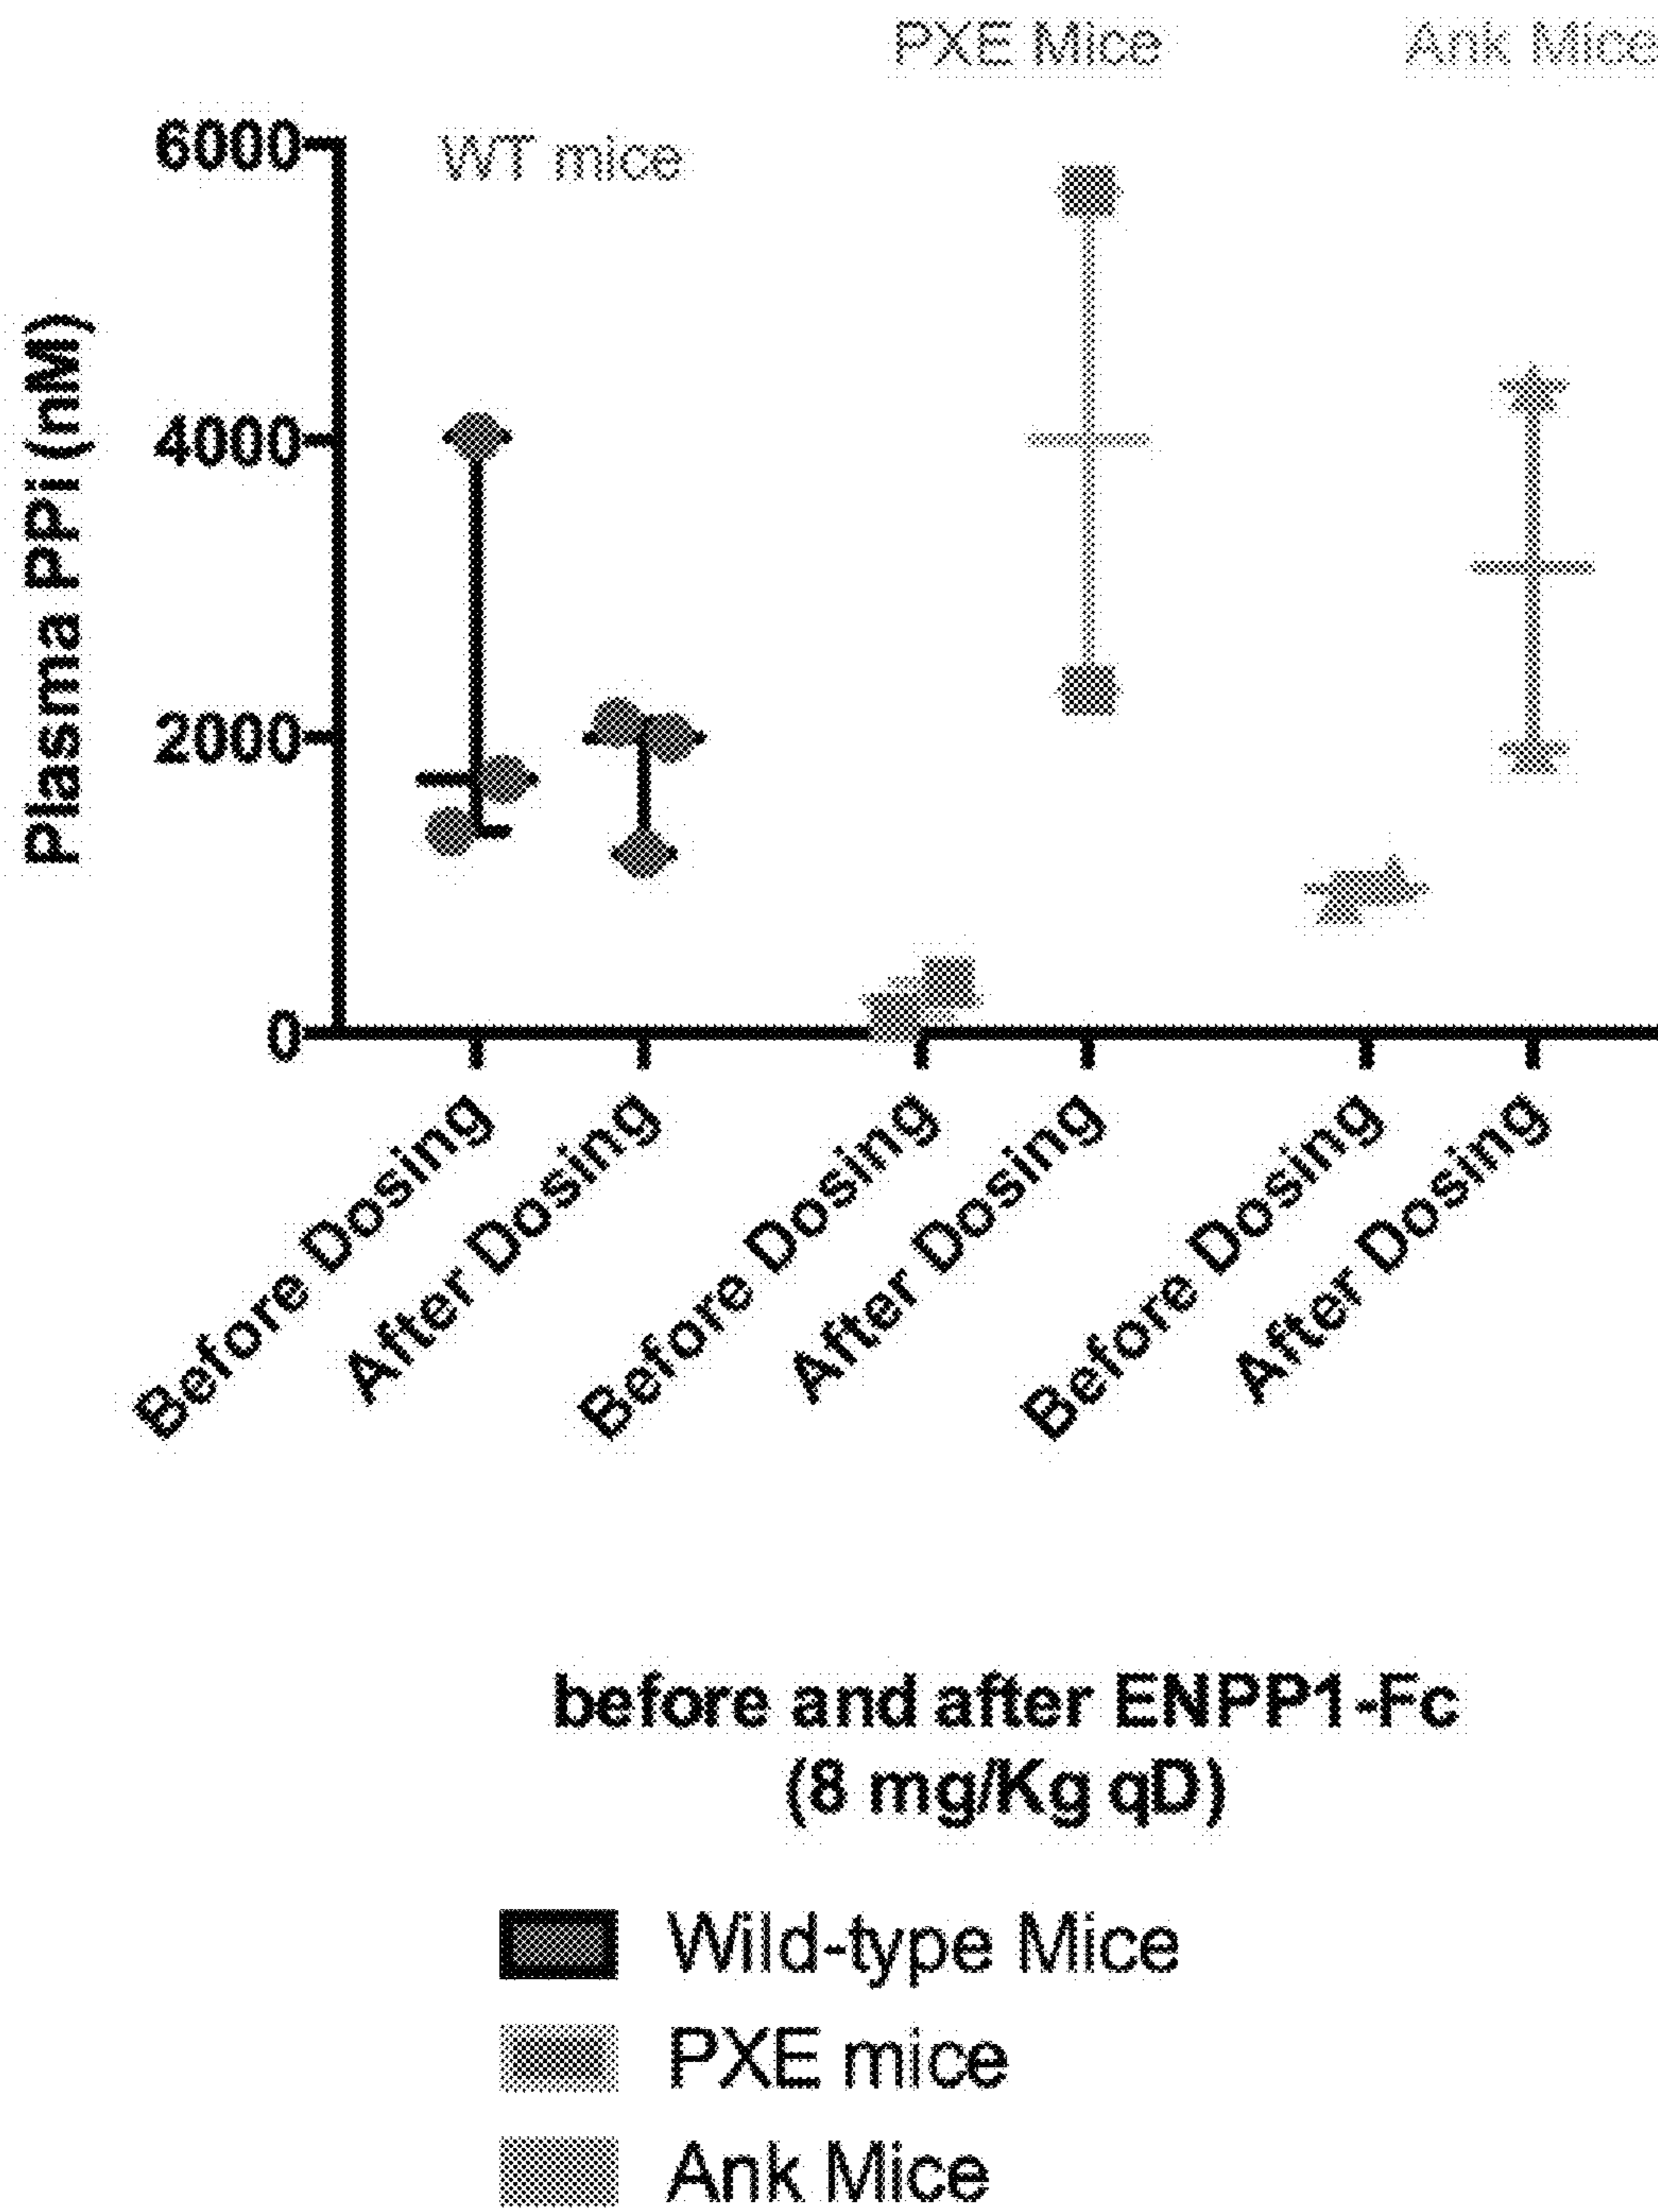 PXE Mice
Ank Mice
WT mice
6000
4000
2000
0
Plasma PPi (nM)
Before Dosing
After Dosing
Before Dosing
After Dosing
Before Dosing
After Dosing
before and after ENPP1-Fc
(8 mg/Kg qD)
Wild-type Mice
PXE mice
Ank Mice